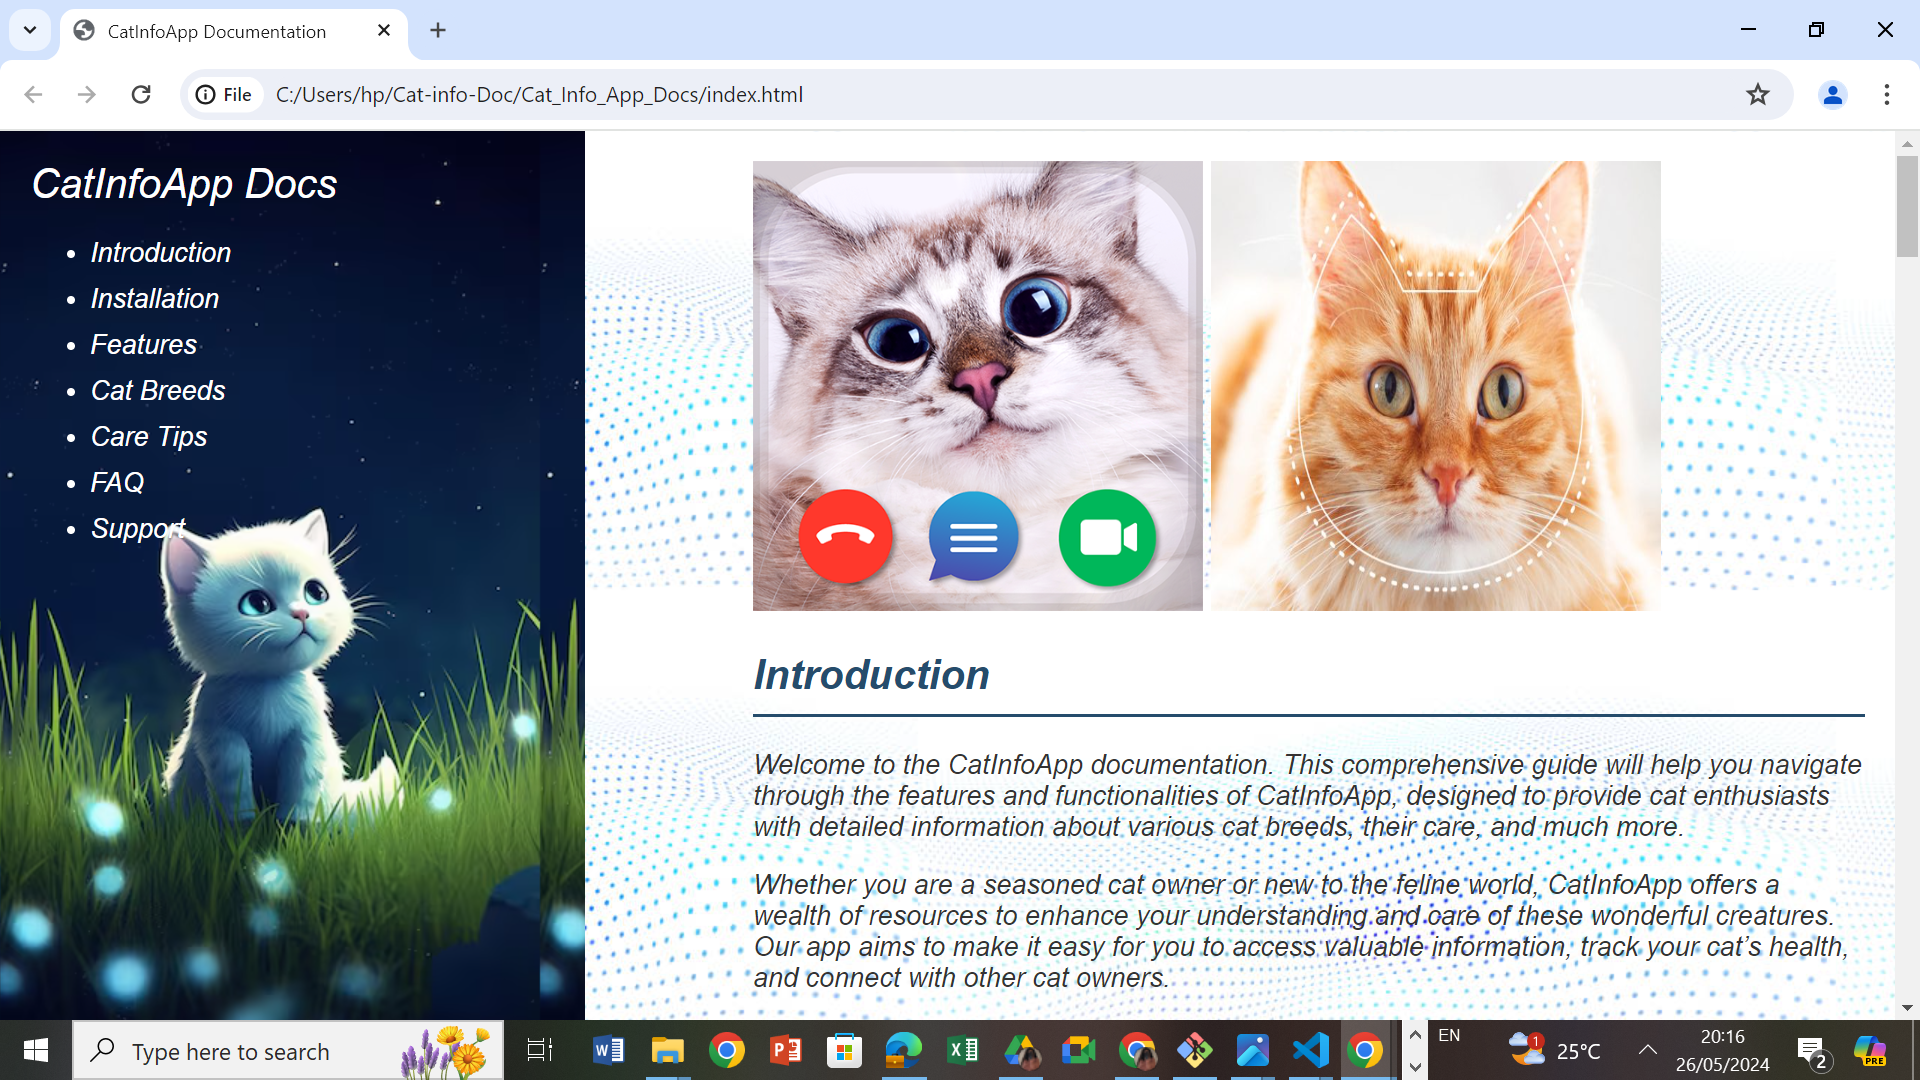 CatInfoApp Documentation
File C:/Users/hp/Cat-info-Doc/Cat_Info_App_Docs/index.html
CatInfoApp Docs
Introduction
Installation
Features
Cat Breeds
Care Tips
FAQ
Support
Introduction
Welcome to the CatInfoApp documentation. This comprehensive guide will help you navigate
through the features and functionalities of CatInfoApp, designed to provide cat enthusiasts
with detailed information about various cat breeds, their care, and much more.
Whether you are a seasoned cat owner or new to the feline world, CatInfoApp offers a
wealth of resources to enhance your understanding and care of these wonderful creatures.
Our app aims to make it easy for you to access valuable information, track your cat’s health,
and connect with other cat owners.
Type here to search
EN
1
25°C
20:16
26/05/2024
2
PRE